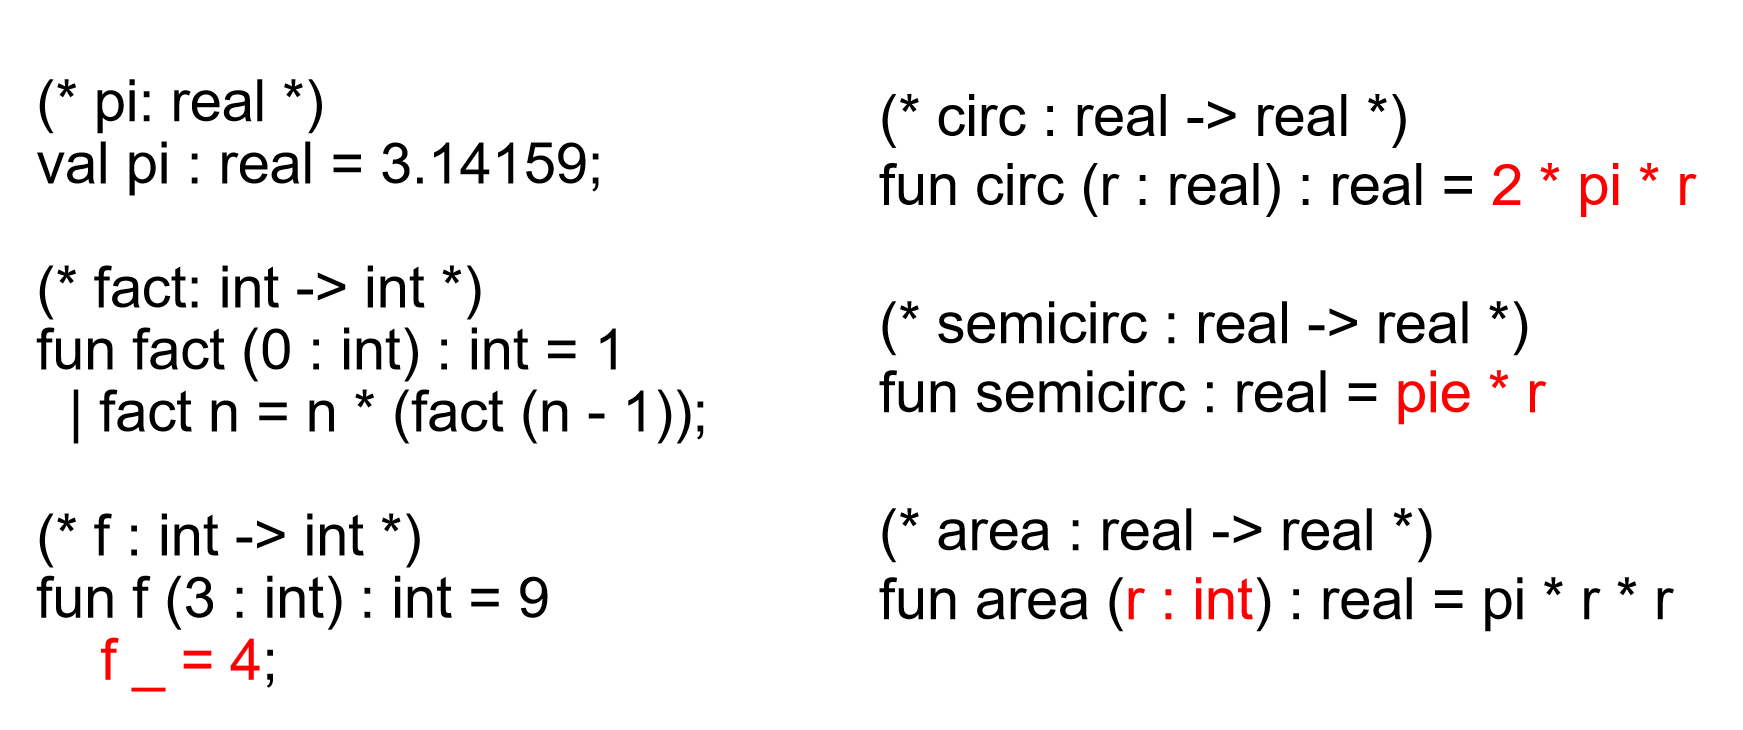 (* pi: real *)
val pi : real = 3.14159;
(* fact: int -> int *)
fun fact (0 : int) : int = 1
| fact n = n * (fact (n - 1));
(* f : int -> int *)
fun f (3 : int) : int = 9
f _ = 4;
(* circ : real -> real *)
fun circ (r : real) : real = 2 * pi * r
(* semicirc : real -> real *)
fun semicirc : real = pie * r
(* area : real -> real *)
fun area (r : int) : real = pi * r * r